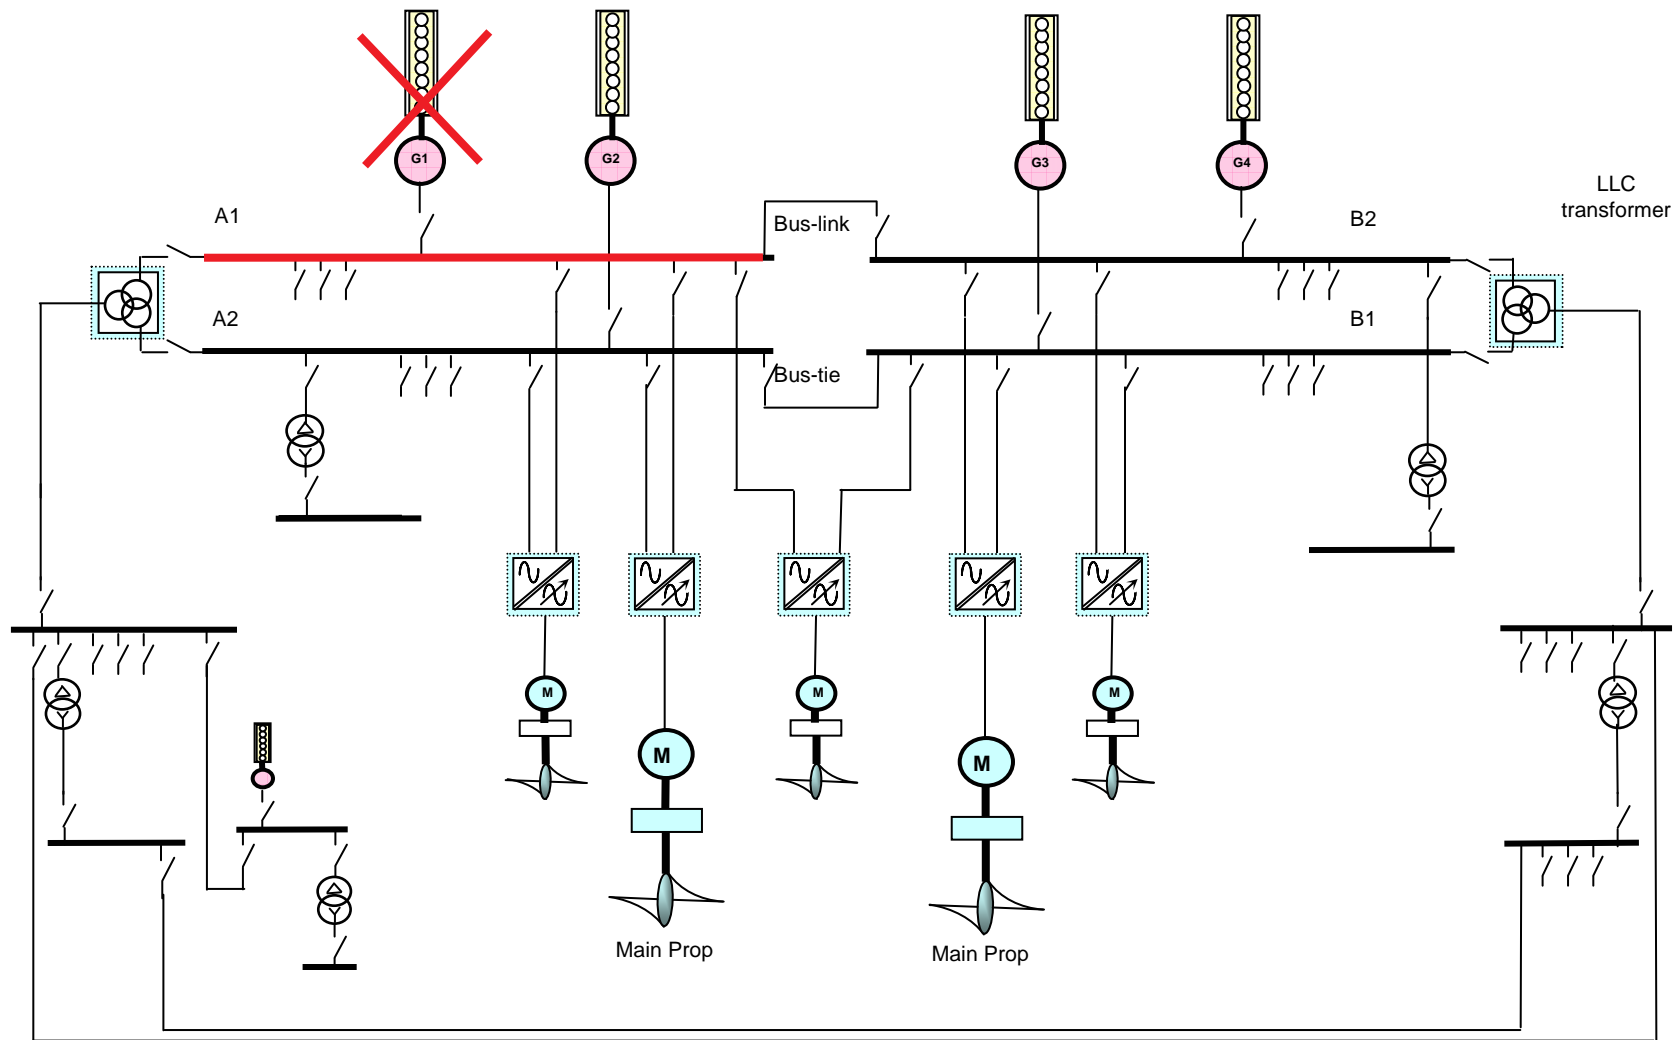 G1
G2
G3
G4
LLC
transformer
A1
Bus-link
B2
A2
B1
Bus-tie
M
M
M
M
M
Main Prop
Main Prop